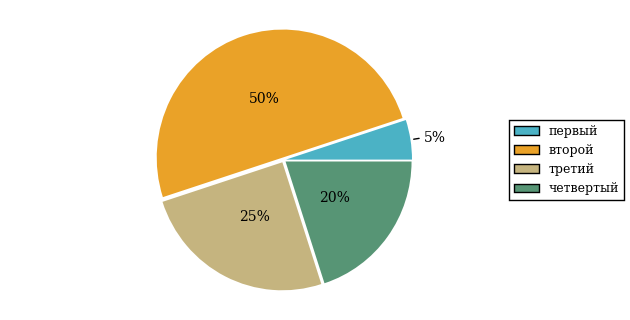 50%
5%
20%
25%
первый
второй
третий
четвертый